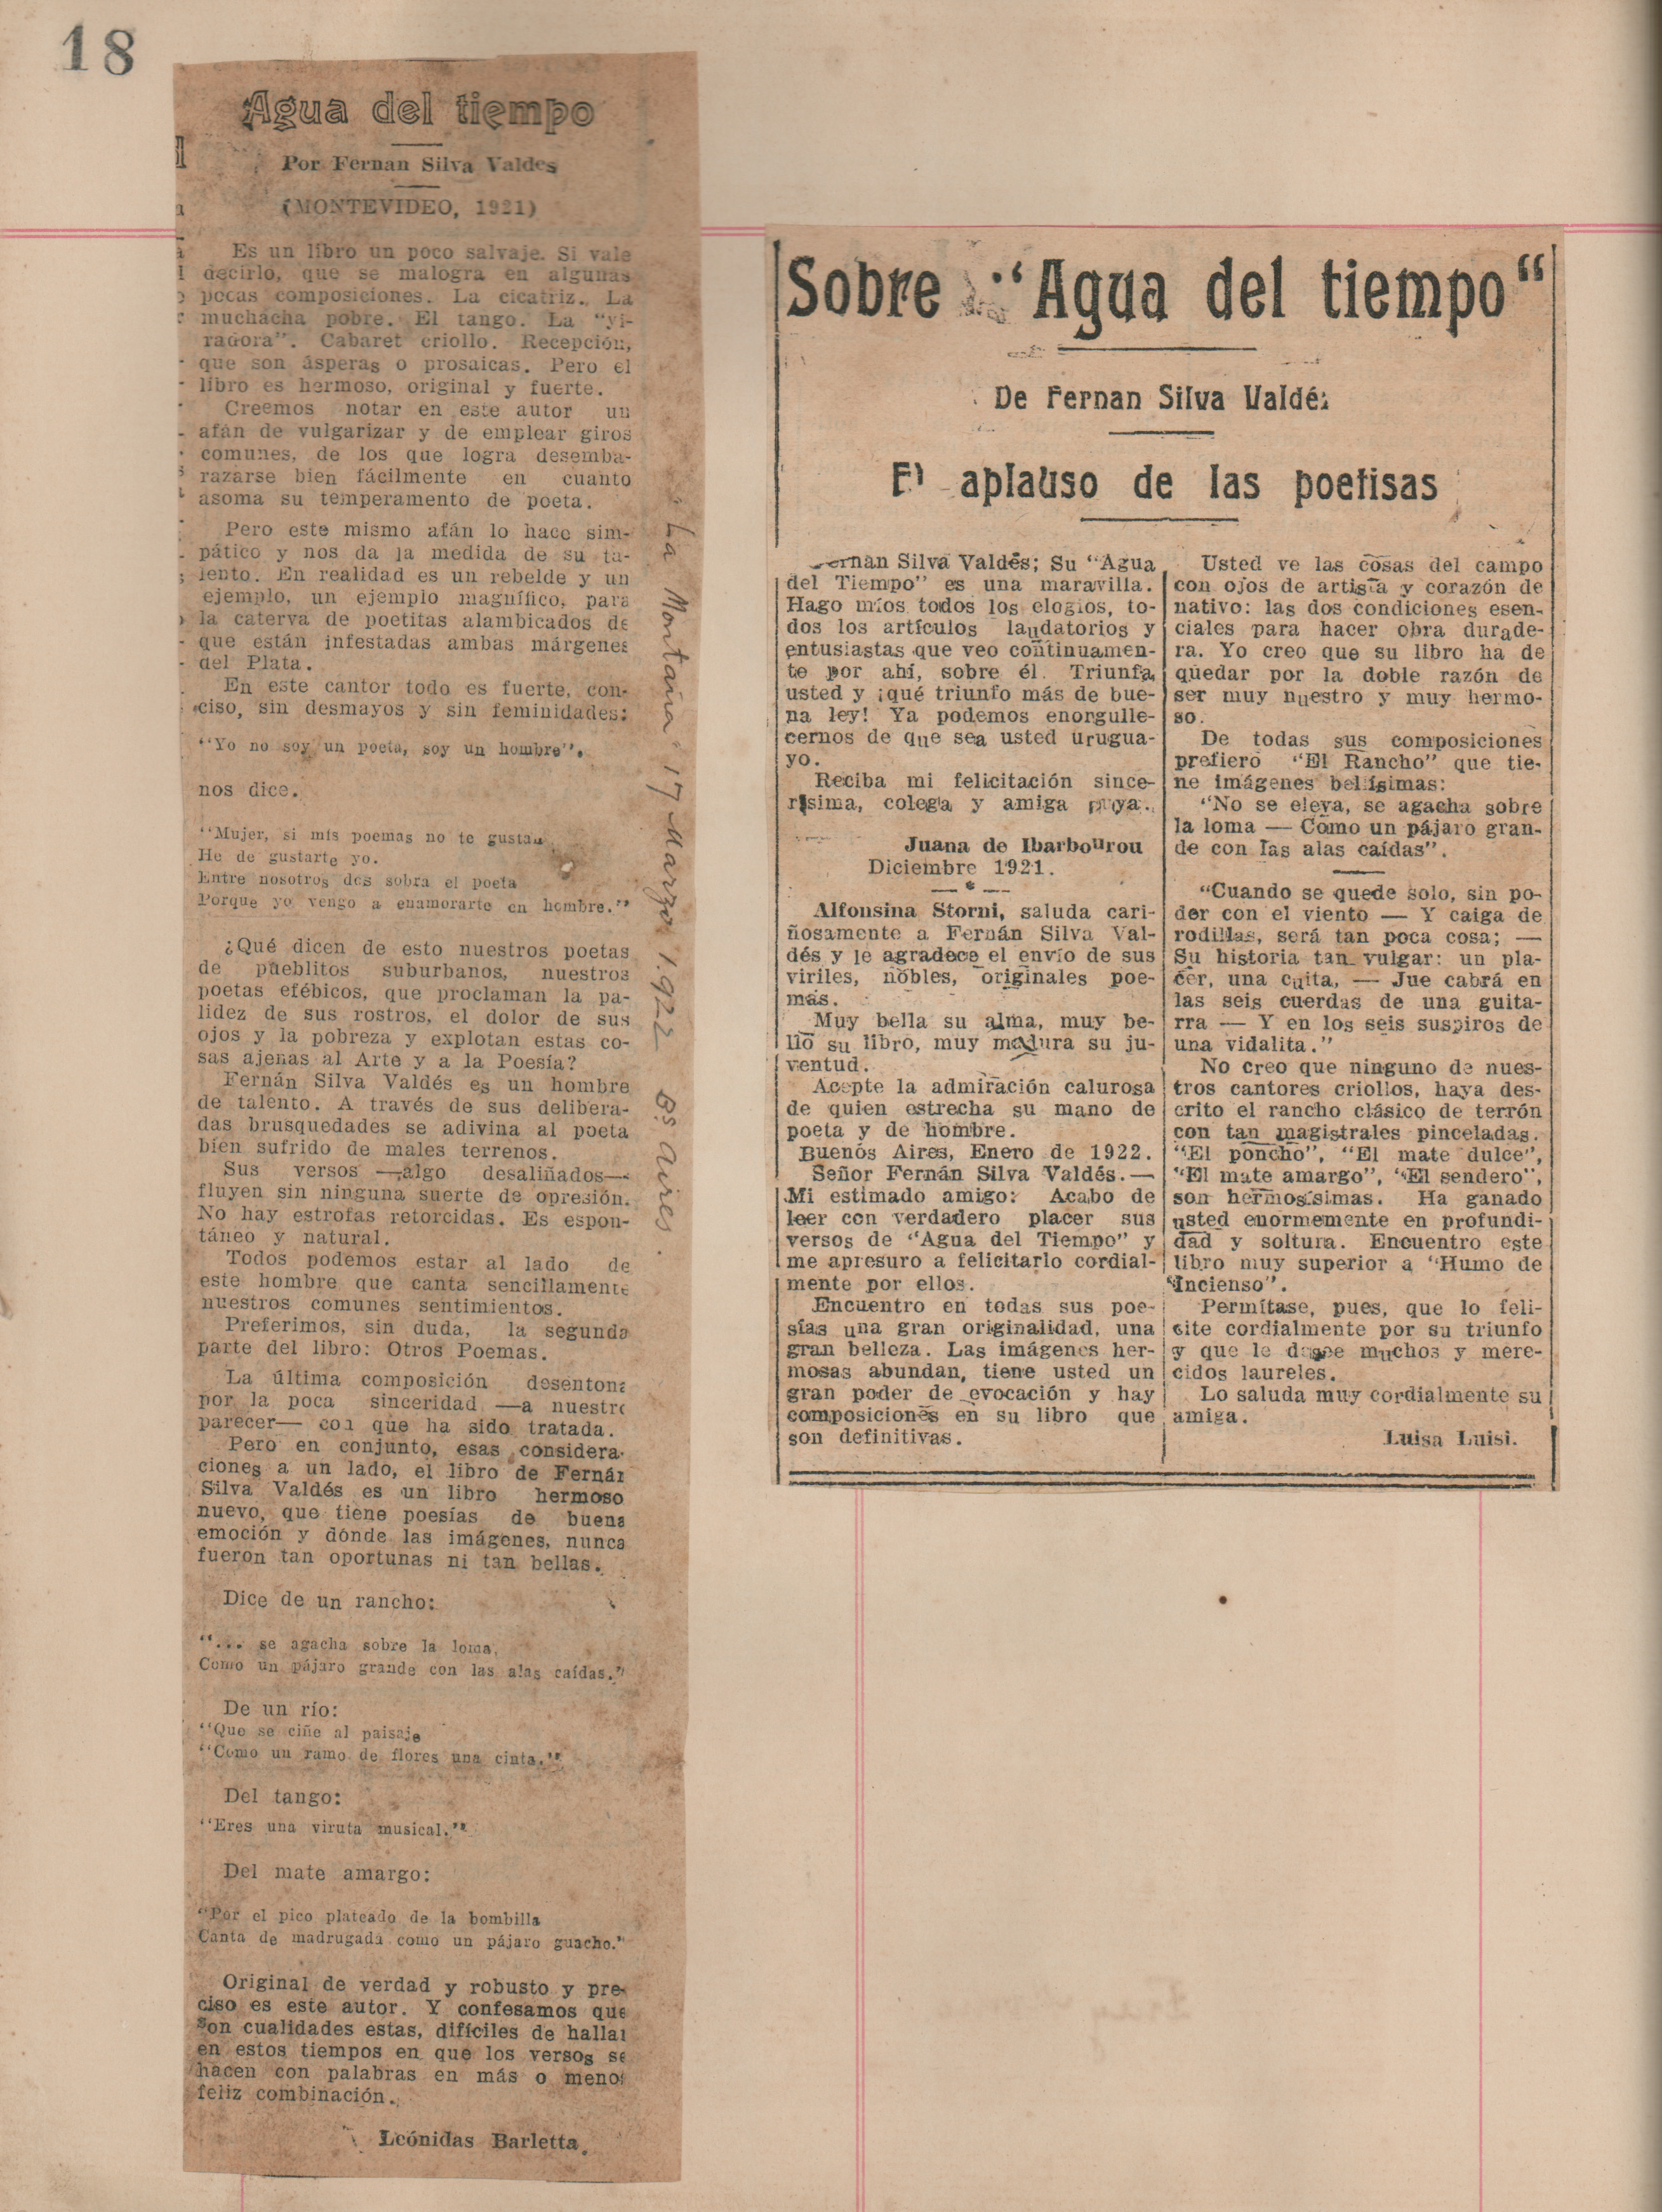 18
Agua del tiempo
Por Fernan Silva Valdes
(MONTEVIDEO, 1921)
Es un libro un poco salvaje. Si vale
decirlo, que se malogra en algunas
pocas composiciones. La cicatriz. La
muchacha pobre. El tango. La “yi-
radora”. Cabaret criollo. Recepción,
que son ásperas o prosaicas. Pero el
libro es hermoso, original y fuerte.
Creemos notar en este autor un
afán de vulgarizar y de emplear giros
comunes, de los que logra desemba-
razarse bien fácilmente en cuanto
asoma su temperamento de poeta.
Pero este mismo afán lo hace sim-
pático y nos da la medida de su ta-
lento. En realidad es un rebelde y un
ejemplo, un ejemplo magnífico, para
la caterva de poetitas alambicados de
que están infestadas ambas márgenes
del Plata.
En este cantor todo es fuerte, con-
ciso, sin desmayos y sin feminidades:
“Yo no soy un poeta, soy un hombre”.
nos dice.
“Mujer, si mis poemas no te gustan
He de gustarte yo.
Entre nosotros dos sobra el poeta
Porque yo vengo a enamorarte en hombre.”
¿Qué dicen de esto nuestros poetas
de pueblitos suburbanos, nuestros
poetas efébicos, que proclaman la pa-
lidez de sus rostros, el dolor de sus
ojos y la pobreza y explotan estas co-
sas ajenas al Arte y a la Poesía?
Fernán Silva Valdés es un hombre
de talento. A través de sus delibera-
das brusquedades se adivina al poeta
bien sufrido de males terrenos.
Sus versos —algo desaliñados—
fluyen sin ninguna suerte de opresión.
No hay estrofas retorcidas. Es espon-
táneo y natural.
Todos podemos estar al lado de
este hombre que canta sencillamente
nuestros comunes sentimientos.
Preferimos, sin duda, la segunda
parte del libro: Otros Poemas.
La última composición desentona
por la poca sinceridad —a nuestro
parecer— con que ha sido tratada.
Pero en conjunto, esas considera-
ciones a un lado, el libro de Fernán
Silva Valdés es un libro hermoso
nuevo, que tiene poesías de buena
emoción y donde las imágenes, nunca
fueron tan oportunas ni tan bellas.
Dice de un rancho:
“... se agacha sobre la loma,
Como un pájaro grande con las alas caídas.”
De un río:
“Que se ciñe al paisaje
“Como un ramo de flores una cinta.”
Del tango:
“Eres una viruta musical.”
Del mate amargo:
“Por el pico plateado de la bombilla
Canta de madrugada como un pájaro guacho.”
Original de verdad y robusto y pre-
ciso es este autor. Y confesamos que
son cualidades estas, difíciles de hallar
en estos tiempos en que los versos se
hacen con palabras en más o menos
feliz combinación.
Leónidas Barletta.
"La Montaña" 17 Marzo 1.922 Bs Aires.
Sobre “Agua del tiempo“
De Fernan Silva Valdés
El aplauso de las poetisas
Fernán Silva Valdés; Su “Agua
del Tiempo” es una maravilla.
Hago míos todos los elogios, to-
dos los artículos laudatorios y
entusiastas que veo continuamen-
te por ahí, sobre él. Triunfa
usted y ¡qué triunfo más de bue-
na ley! Ya podemos enorgulle-
cernos de que sea usted urugua-
yo.
Reciba mi felicitación since-
rísima, colega y amiga suya.
Juana de Ibarbourou
Diciembre 1921.
Alfonsina Storni, saluda cari-
ñosamente a Fernán Silva Val-
dés y le agradece el envío de sus
viriles, nobles, originales poe-
mas.
Muy bella su alma, muy be-
llo su libro, muy madura su ju-
ventud.
Acepte la admiración calurosa
de quien estrecha su mano de
poeta y de hombre.
Buenos Aires, Enero de 1922.
Señor Fernán Silva Valdés.—
Mi estimado amigo: Acabo de
leer con verdadero placer sus
versos de “Agua del Tiempo” y
me apresuro a felicitarlo cordial-
mente por ellos.
Encuentro en todas sus poe-
sías una gran originalidad, una
gran belleza. Las imágenes her-
mosas abundan, tiene usted un
gran poder de evocación y hay
composiciones en su libro que
son definitivas.
Usted ve las cosas del campo
con ojos de artista y corazón de
nativo: las dos condiciones esen-
ciales para hacer obra durade-
ra. Yo creo que su libro ha de
quedar por la doble razón de
ser muy nuestro y muy hermo-
so.
De todas sus composiciones
prefiero “El Rancho” que tie-
ne imágenes bellísimas:
“No se eleva, se agacha sobre
la loma — Como un pájaro gran-
de con las alas caídas”.
“Cuando se quede solo, sin po-
der con el viento — Y caiga de
rodillas, será tan poca cosa; —
Su historia tan vulgar: un pla-
cer, una cuita, — Jue cabrá en
las seis cuerdas de una guita-
rra — Y en los seis suspiros de
una vidalita.”
No creo que ninguno de nues-
tros cantores criollos, haya des-
crito el rancho clásico de terrón
con tan magistrales pinceladas.
“El poncho”, “El mate dulce”,
“El mate amargo”, “El sendero”,
son hermosísimas. Ha ganado
usted enormemente en profundi-
dad y soltura. Encuentro este
libro muy superior a “Humo de
Incienso”.
Permítase, pues, que lo feli-
cite cordialmente por su triunfo
y que le desee muchos y mere-
cidos laureles.
Lo saluda muy cordialmente su
amiga.
Luisa Luisi.